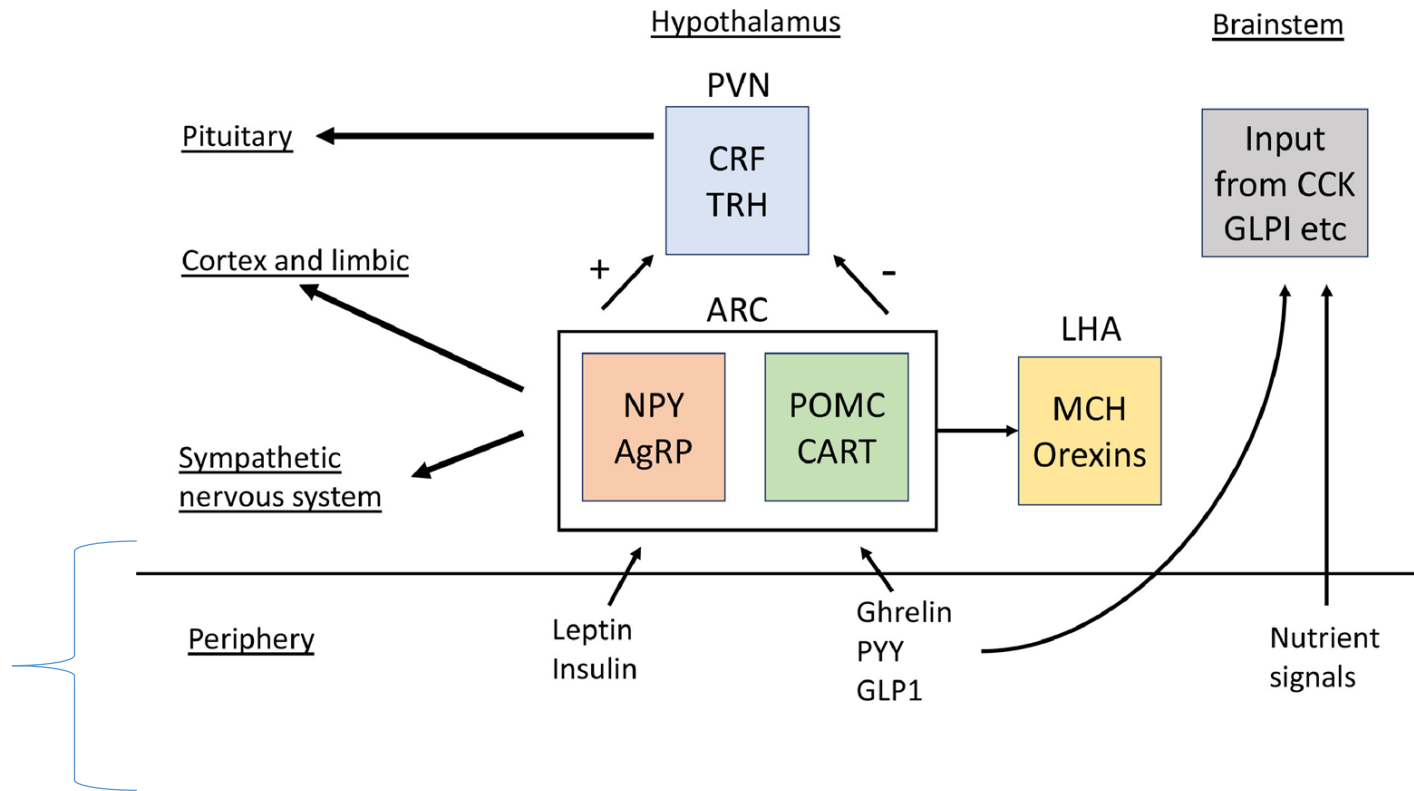 Hypothalamus
Brainstem
PVN
Pituitary
CRF
TRH
Input
from CCK
GLPI etc
Cortex and limbic
+
-
ARC
LHA
NPY
AgRP
POMC
CART
MCH
Orexins
Sympathetic
nervous system
Periphery
Leptin
Insulin
Ghrelin
PYY
GLP1
Nutrient
signals